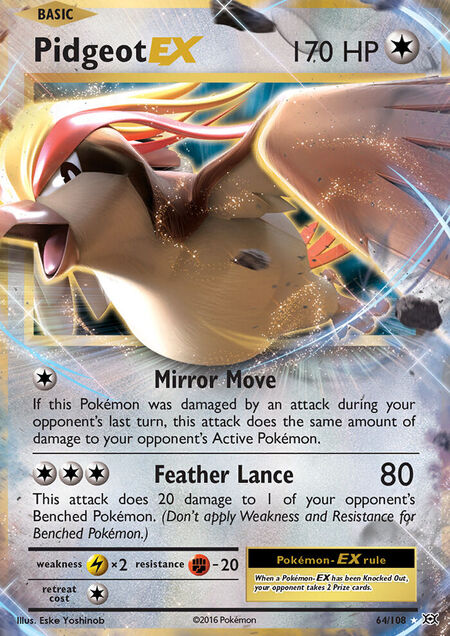 BASIC
Pidgeot EX 170 HP
Mirror Move
If this Pokémon was damaged by an attack during your
opponent's last turn, this attack does the same amount of
damage to your opponent's Active Pokémon.
Feather Lance 80
This attack does 20 damage to 1 of your opponent's
Benched Pokémon. (Don't apply Weakness and Resistance for
Benched Pokémon.)
weakness ×2 resistance -20
Pokémon-EX rule
When a Pokémon-EX has been Knocked Out,
your opponent takes 2 Prize cards.
retreat
cost
Illus. Eske Yoshinob ©2016 Pokémon 64/108